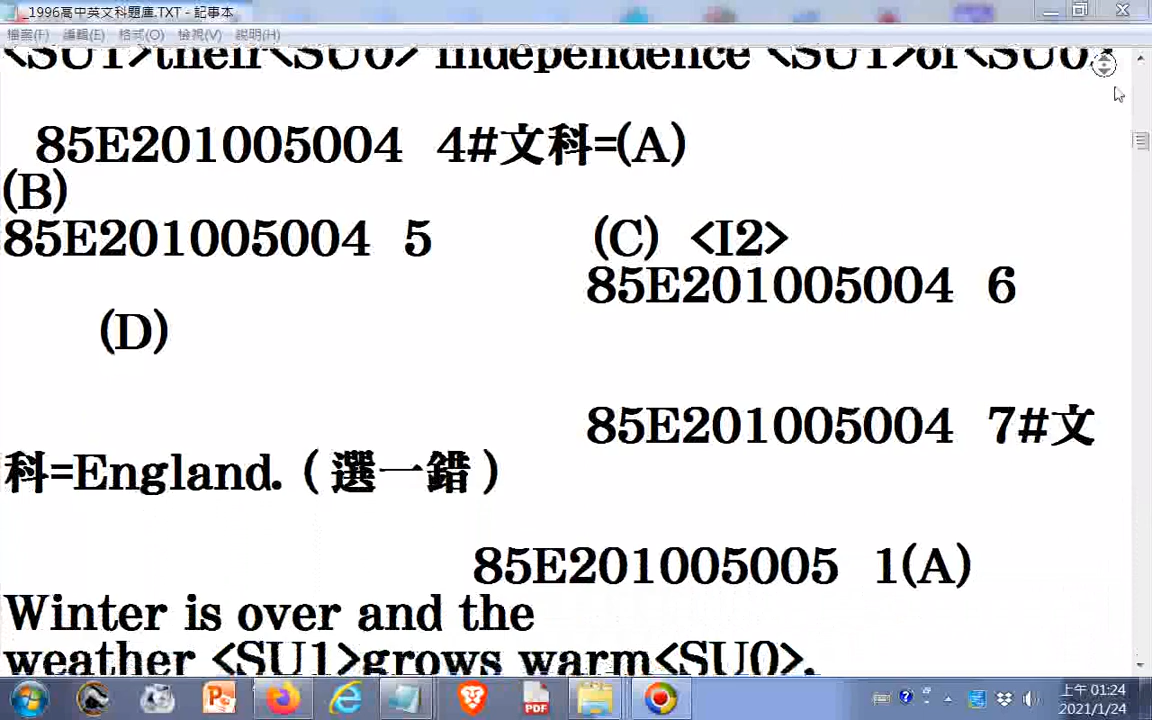 _1996高中英文科題庫.TXT - 記事本
檔案(F) 編輯(E) 格式(O) 檢視(V) 說明(H)
<SU1>their<SU0> independence <SU1>of<SU0>
85E201005004 4#文科=(A)
(B)
85E201005004 5 (C) <I2>
85E201005004 6
(D)
85E201005004 7#文
科=England.（選一錯）
85E201005005 1(A)
Winter is over and the
weather <SU1>grows warm<SU0>.
PDF
上午 01:24
2021/1/24